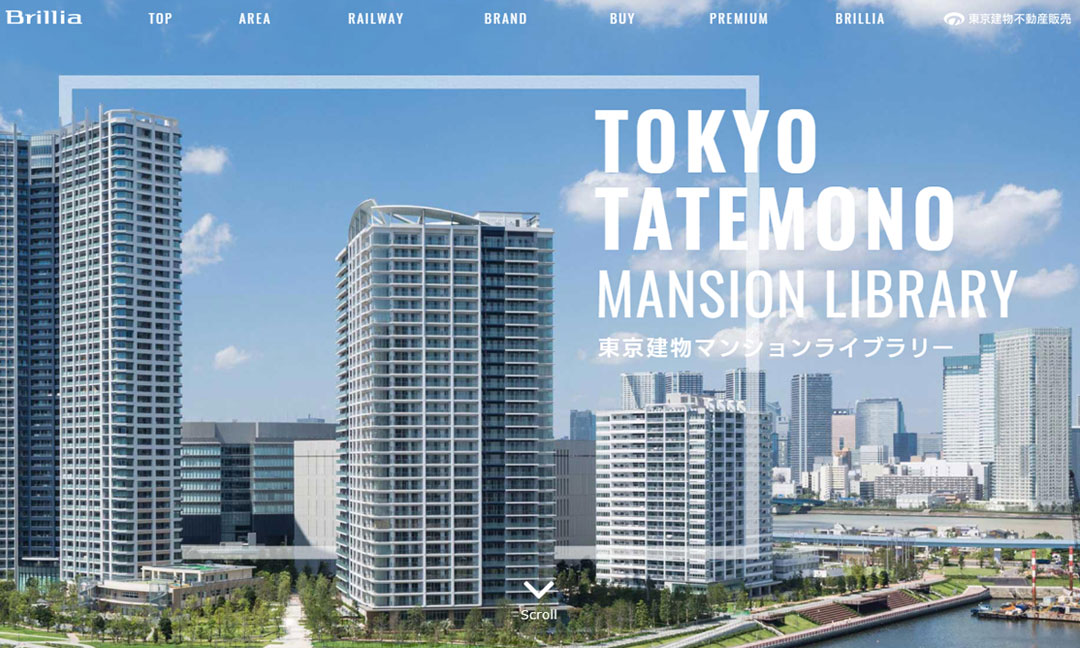 Brillia
TOP
AREA
RAILWAY
BRAND
BUY
PREMIUM
BRILLIA
東京建物不動産販売
TOKYO
TATEMONO
MANSION LIBRARY
東京建物マンションライブラリー
Scroll